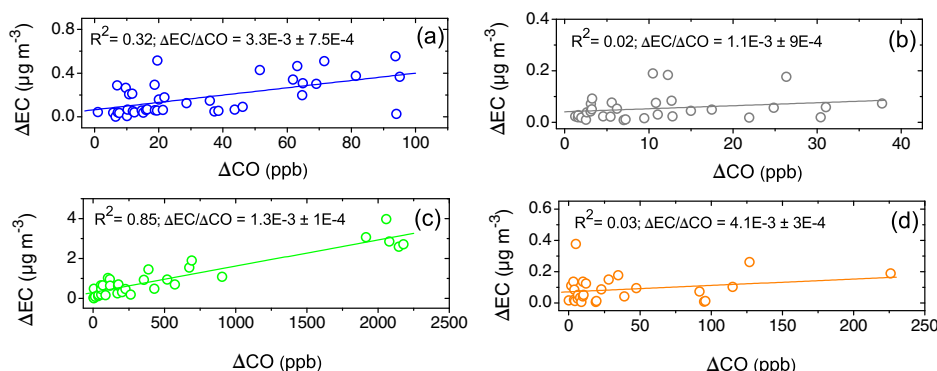 R²= 0.32; ΔEC/ΔCO = 3.3E-3 ± 7.5E-4 (a)
0.8
0.4
0.0
ΔEC (µg m⁻³)
0 20 40 60 80 100
ΔCO (ppb)
R²= 0.02; ΔEC/ΔCO = 1.1E-3 ± 9E-4
(b)
0.4
0.2
0.0
ΔEC (µg m⁻³)
0 10 20 30 40
ΔCO (ppb)
R²= 0.85; ΔEC/ΔCO = 1.3E-3 ± 1E-4 (c)
4
2
0
ΔEC (µg m⁻³)
0 500 1000 1500 2000 2500
ΔCO (ppb)
R²= 0.03; ΔEC/ΔCO = 4.1E-3 ± 3E-4 (d)
0.6
0.4
0.2
0.0
ΔEC (µg m⁻³)
0 50 100 150 200 250
ΔCO (ppb)